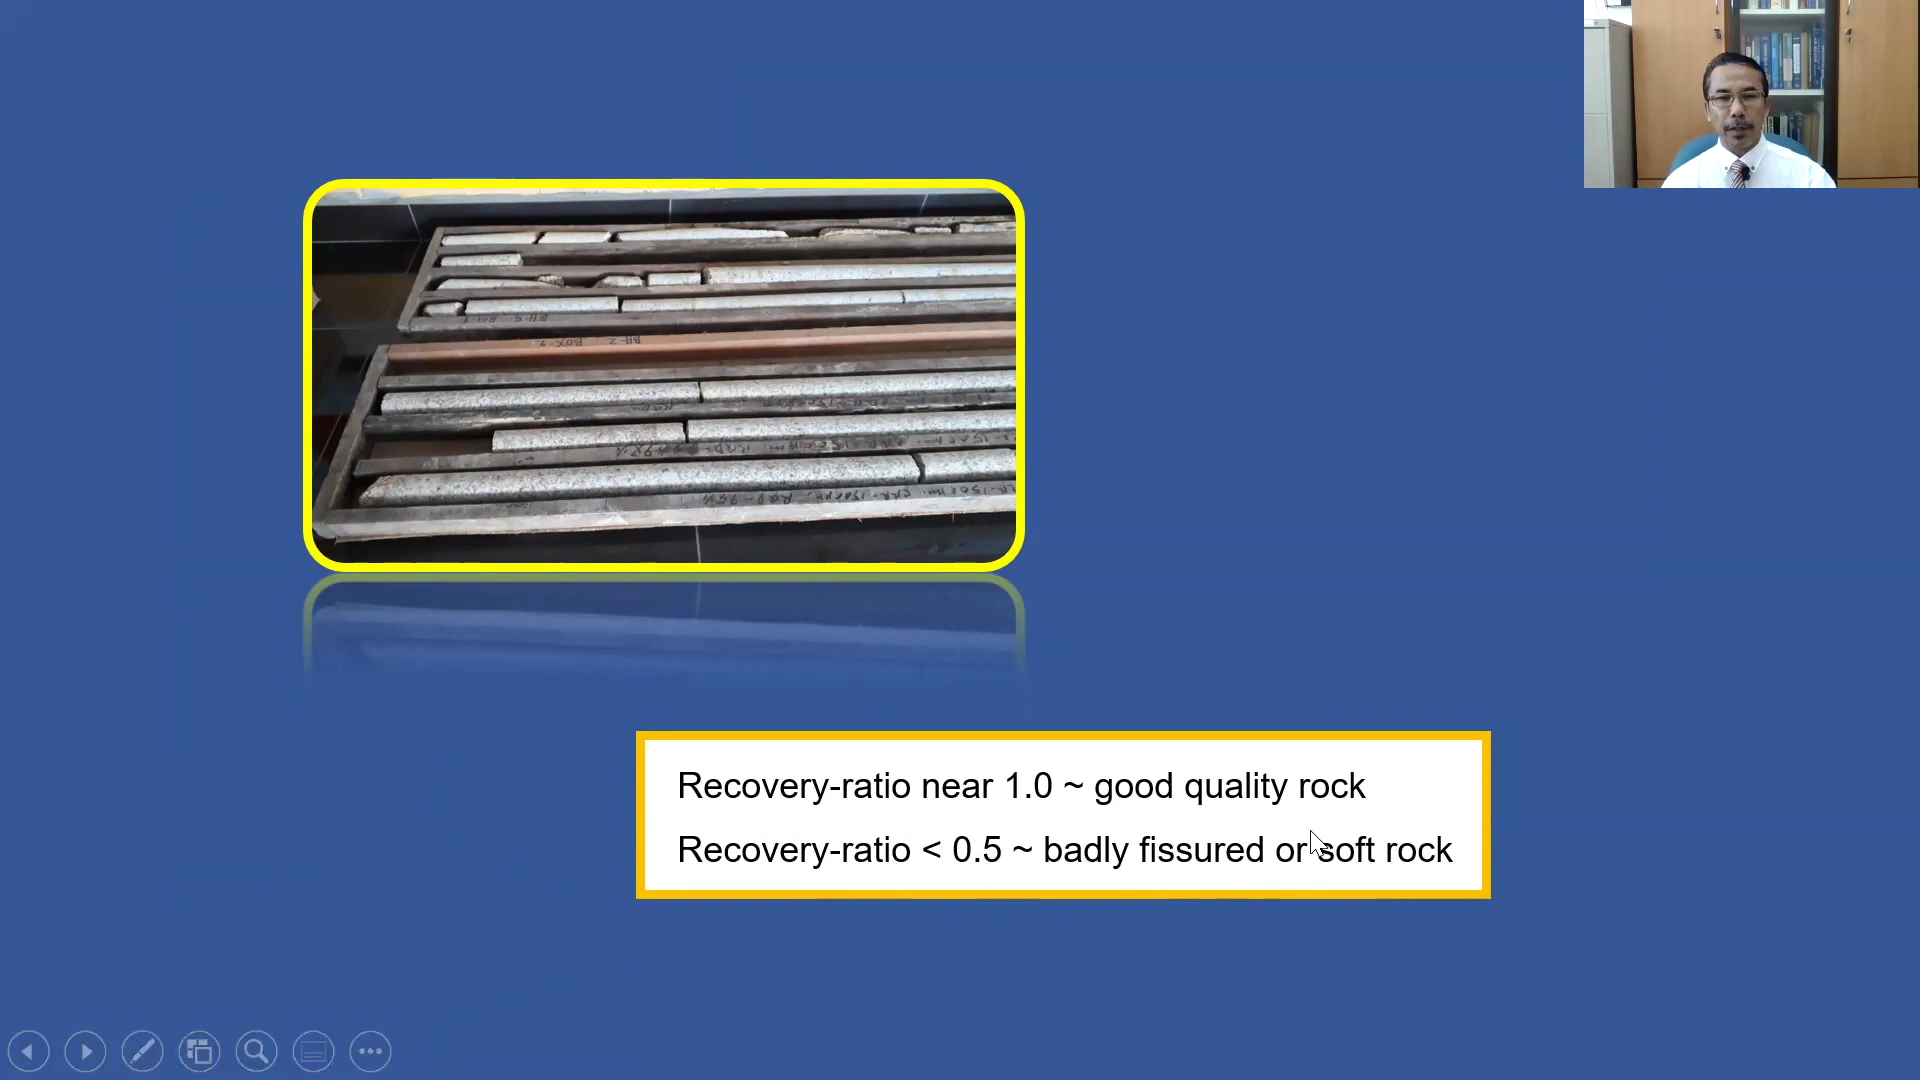 Recovery-ratio near 1.0 ~ good quality rock
Recovery-ratio < 0.5 ~ badly fissured or soft rock